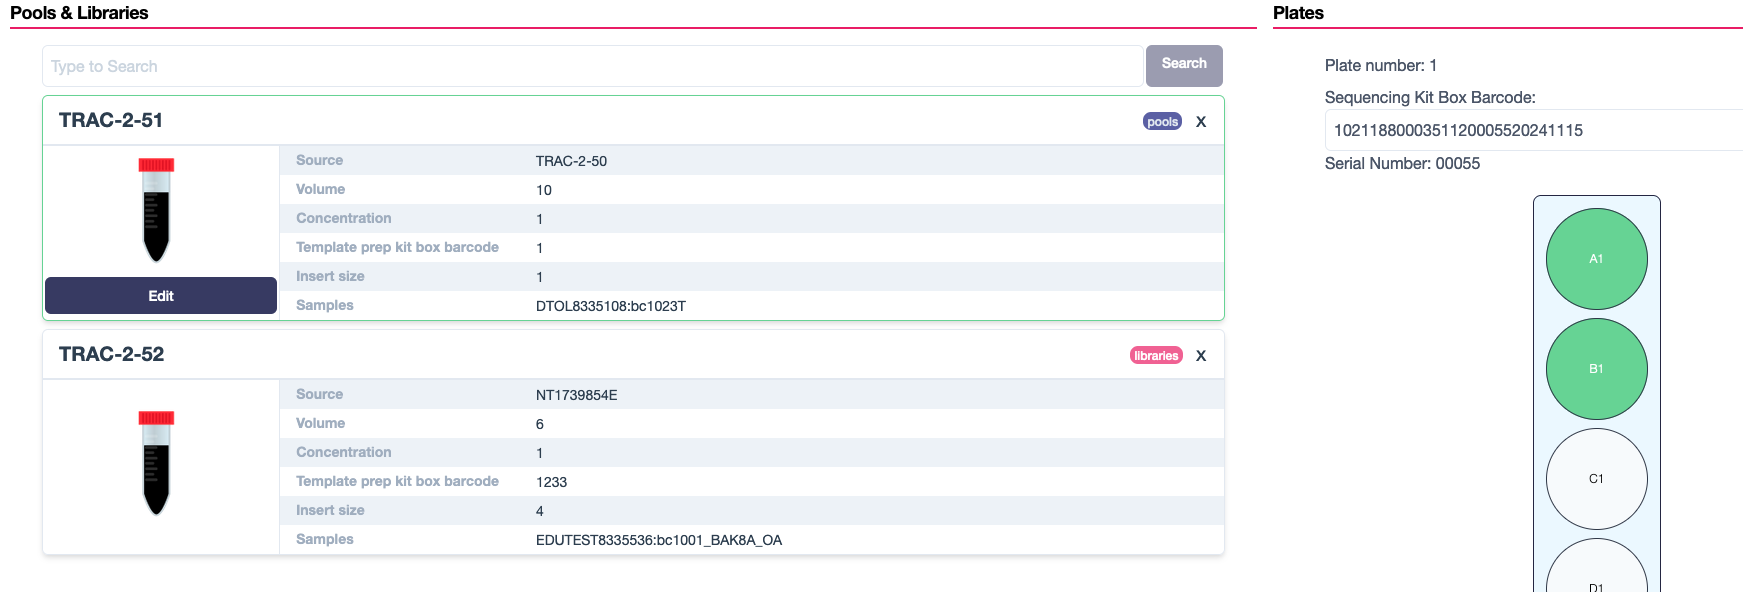 Pools & Libraries
Type to Search
Search
TRAC-2-51
pools X
Source TRAC-2-50
Volume 10
Concentration 1
Template prep kit box barcode 1
Insert size 1
Samples DTOL8335108:bc1023T
Edit
TRAC-2-52
libraries X
Source NT1739854E
Volume 6
Concentration 1
Template prep kit box barcode 1233
Insert size 4
Samples EDUTEST8335536:bc1001_BAK8A_OA
Plates
Plate number: 1
Sequencing Kit Box Barcode:
1021188000351120005520241115
Serial Number: 00055
A1
B1
C1
D1